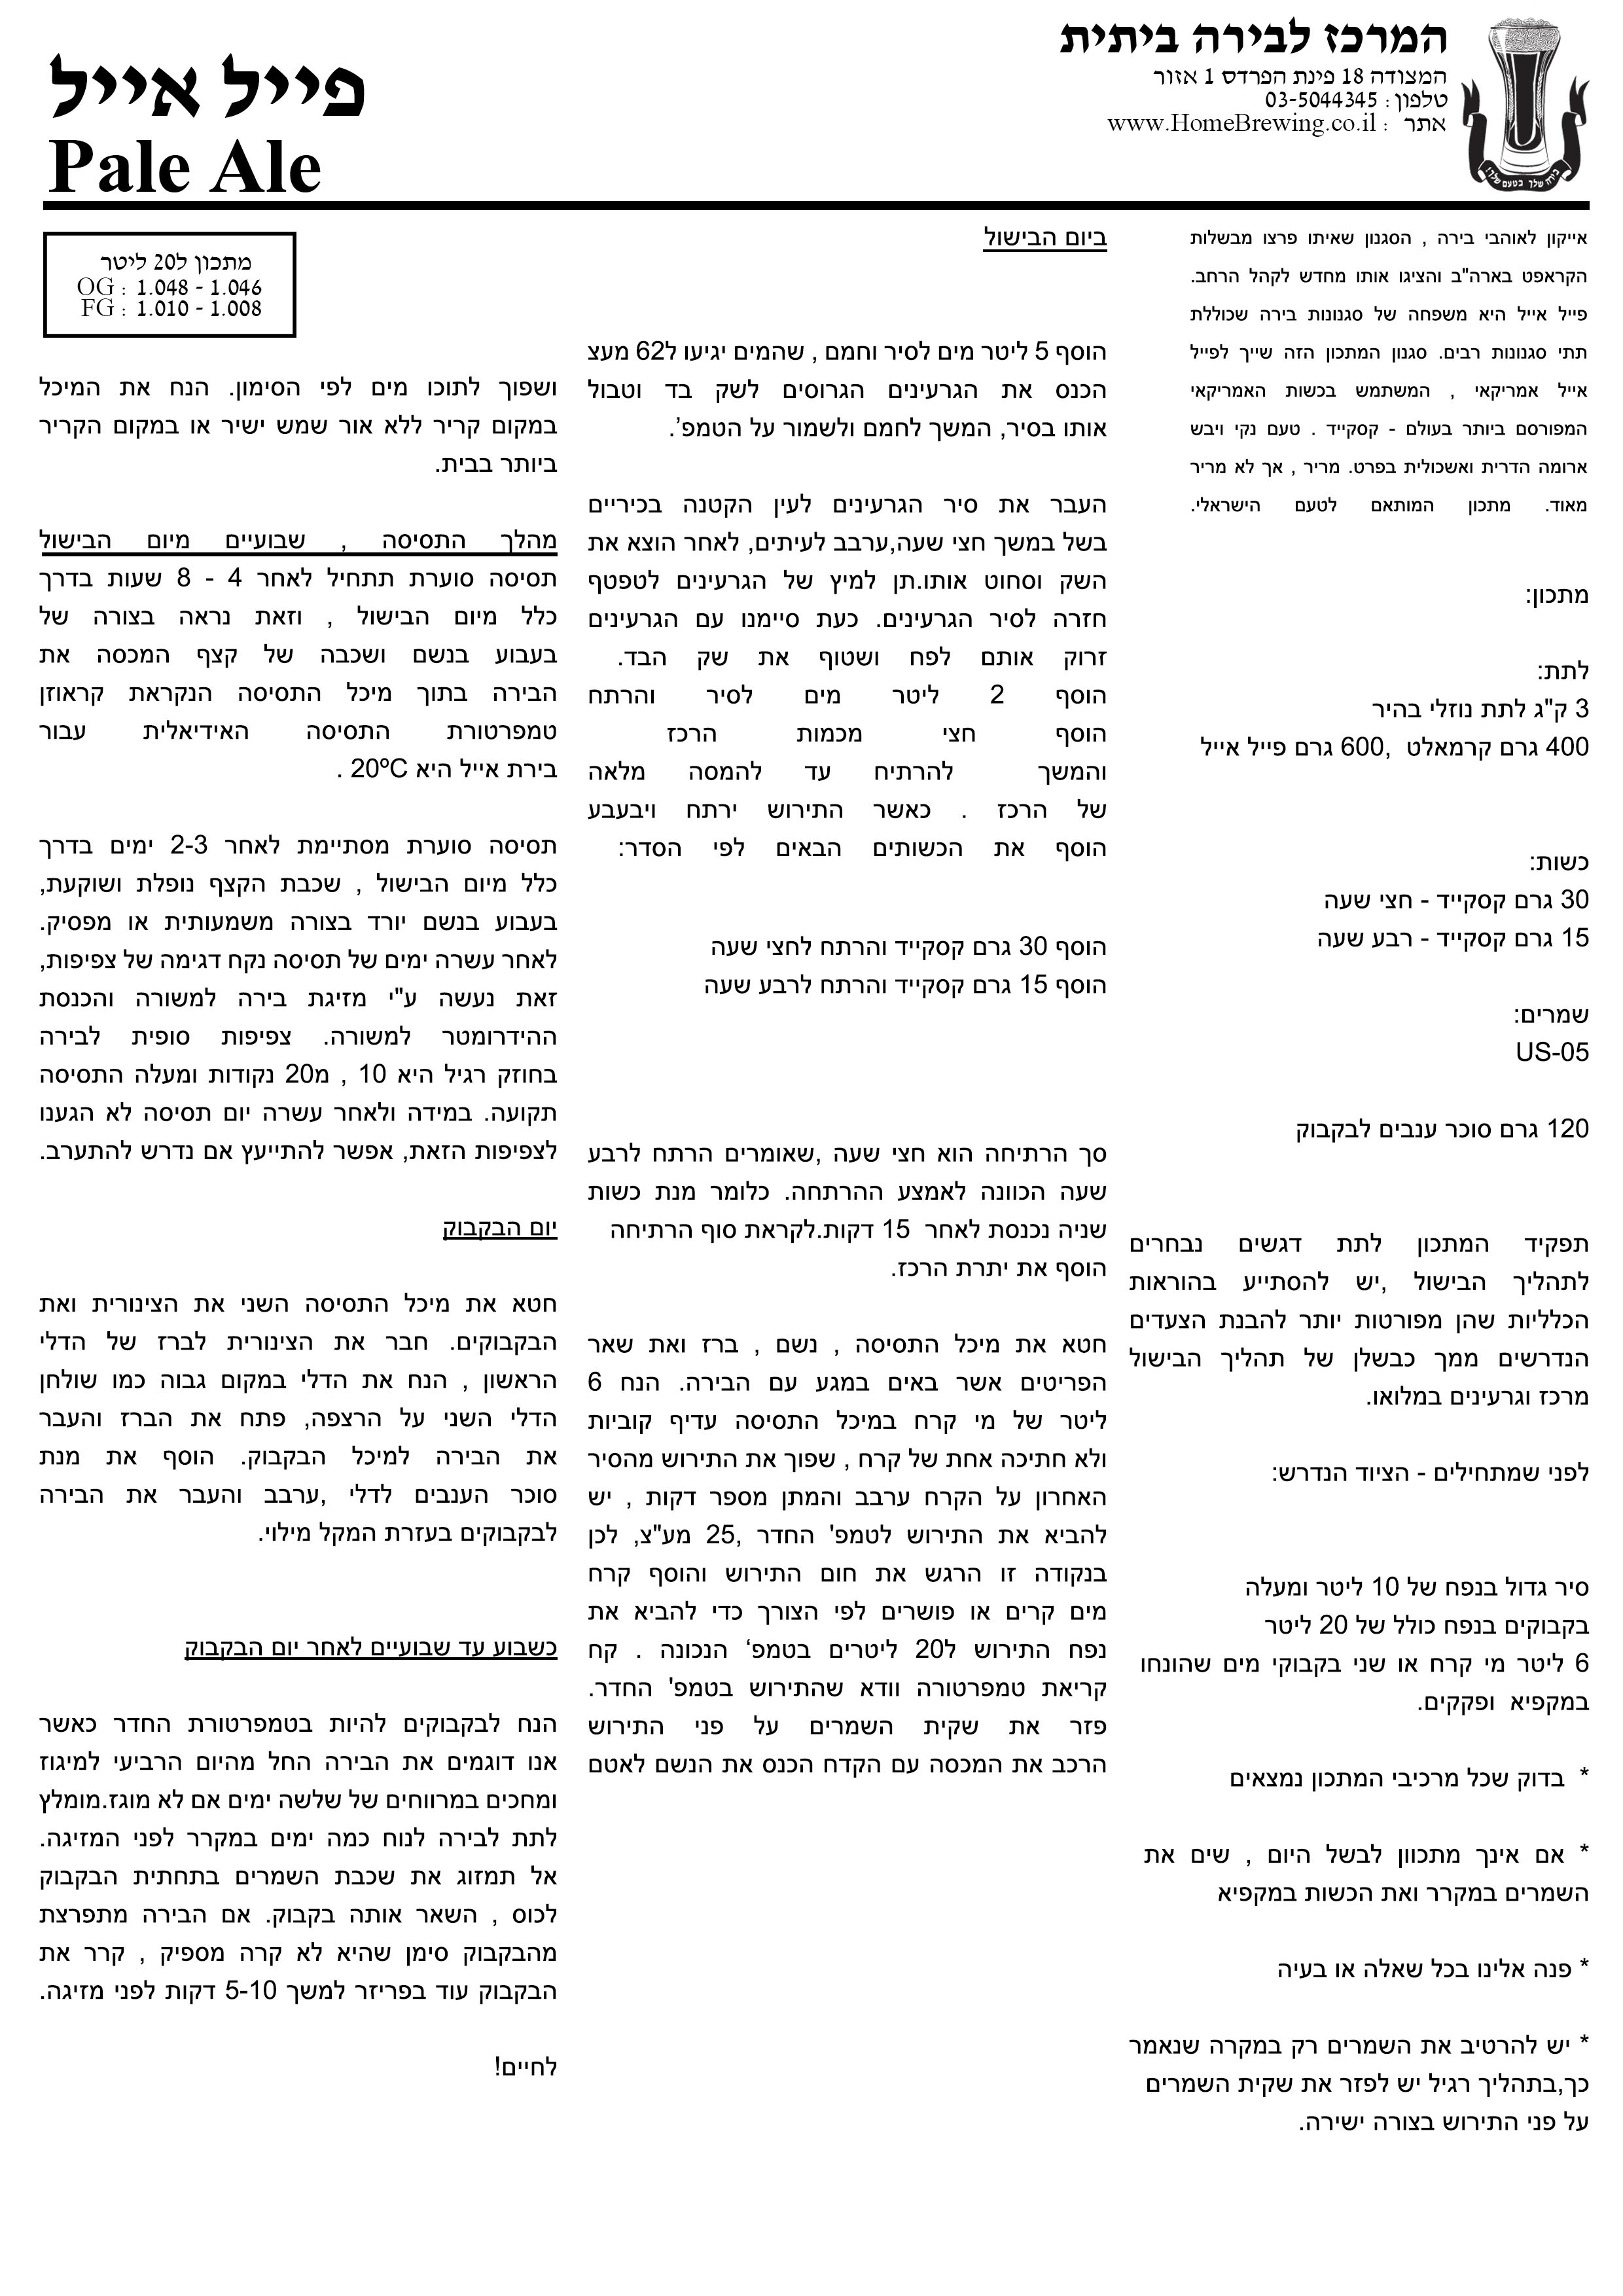 המרכז לבירה ביתית
המצודה 18 פינת הפרדס 1 אזור
טלפון : 03-5044345
אתר : www.HomeBrewing.co.il
בירה שלך בטעם שלך!
פייל אייל
Pale Ale
אייקון לאוהבי בירה , הסגנון שאיתו פרצו מבשלות
הקראפט בארה"ב והציגו אותו מחדש לקהל הרחב.
פייל אייל היא משפחה של סגנונות בירה שכוללת
תתי סגנונות רבים. סגנון המתכון הזה שייך לפייל
אייל אמריקאי , המשתמש בכשות האמריקאי
המפורסם ביותר בעולם - קסקייד . טעם נקי ויבש
ארומה הדרית ואשכולית בפרט. מריר , אך לא מריר
מאוד. מתכון המותאם לטעם הישראלי.
מתכון:
לתת:
3 ק"ג לתת נוזלי בהיר
400 גרם קרמאלט ,600 גרם פייל אייל
כשות:
30 גרם קסקייד - חצי שעה
15 גרם קסקייד - רבע שעה
שמרים:
US-05
120 גרם סוכר ענבים לבקבוק
תפקיד המתכון לתת דגשים נבחרים
לתהליך הבישול ,יש להסתייע בהוראות
הכלליות שהן מפורטות יותר להבנת הצעדים
הנדרשים ממך כבשלן של תהליך הבישול
מרכז וגרעינים במלואו.
לפני שמתחילים - הציוד הנדרש:
סיר גדול בנפח של 10 ליטר ומעלה
בקבוקים בנפח כולל של 20 ליטר
6 ליטר מי קרח או שני בקבוקי מים שהונחו
במקפיא ופקקים.
* בדוק שכל מרכיבי המתכון נמצאים
* אם אינך מתכוון לבשל היום , שים את
השמרים במקרר ואת הכשות במקפיא
* פנה אלינו בכל שאלה או בעיה
* יש להרטיב את השמרים רק במקרה שנאמר
כך,בתהליך רגיל יש לפזר את שקית השמרים
על פני התירוש בצורה ישירה.
ביום הבישול
הוסף 5 ליטר מים לסיר וחמם , שהמים יגיעו ל62 מעצ
הכנס את הגרעינים הגרוסים לשק בד וטבול
אותו בסיר, המשך לחמם ולשמור על הטמפ'.
העבר את סיר הגרעינים לעין הקטנה בכיריים
בשל במשך חצי שעה,ערבב לעיתים, לאחר הוצא את
השק וסחוט אותו.תן למיץ של הגרעינים לטפטף
חזרה לסיר הגרעינים. כעת סיימנו עם הגרעינים
זרוק אותם לפח ושטוף את שק הבד.
הוסף 2 ליטר מים לסיר והרתח
הוסף חצי מכמות הרכז
והמשך להרתיח עד להמסה מלאה
של הרכז . כאשר התירוש ירתח ויבעבע
הוסף את הכשותים הבאים לפי הסדר:
הוסף 30 גרם קסקייד והרתח לחצי שעה
הוסף 15 גרם קסקייד והרתח לרבע שעה
סך הרתיחה הוא חצי שעה ,שאומרים הרתח לרבע
שעה הכוונה לאמצע ההרתחה. כלומר מנת כשות
שניה נכנסת לאחר 15 דקות.לקראת סוף הרתיחה
הוסף את יתרת הרכז.
חטא את מיכל התסיסה , נשם , ברז ואת שאר
הפריטים אשר באים במגע עם הבירה. הנח 6
ליטר של מי קרח במיכל התסיסה עדיף קוביות
ולא חתיכה אחת של קרח , שפוך את התירוש מהסיר
האחרון על הקרח ערבב והמתן מספר דקות , יש
להביא את התירוש לטמפ' החדר ,25 מע"צ, לכן
בנקודה זו הרגש את חום התירוש והוסף קרח
מים קרים או פושרים לפי הצורך כדי להביא את
נפח התירוש ל20 ליטרים בטמפ' הנכונה . קח
קריאת טמפרטורה וודא שהתירוש בטמפ' החדר.
פזר את שקית השמרים על פני התירוש
הרכב את המכסה עם הקדח הכנס את הנשם לאטם
מתכון ל20 ליטר
OG : 1.048 - 1.046
FG : 1.010 - 1.008
ושפוך לתוכו מים לפי הסימון. הנח את המיכל
במקום קריר ללא אור שמש ישיר או במקום הקריר
ביותר בבית.
מהלך התסיסה , שבועיים מיום הבישול
תסיסה סוערת תתחיל לאחר 4 - 8 שעות בדרך
כלל מיום הבישול , וזאת נראה בצורה של
בעבוע בנשם ושכבה של קצף המכסה את
הבירה בתוך מיכל התסיסה הנקראת קראוזן
טמפרטורת התסיסה האידיאלית עבור
בירת אייל היא 20ºC .
תסיסה סוערת מסתיימת לאחר 2-3 ימים בדרך
כלל מיום הבישול , שכבת הקצף נופלת ושוקעת,
בעבוע בנשם יורד בצורה משמעותית או מפסיק.
לאחר עשרה ימים של תסיסה נקח דגימה של צפיפות,
זאת נעשה ע"י מזיגת בירה למשורה והכנסת
ההידרומטר למשורה. צפיפות סופית לבירה
בחוזק רגיל היא 10 , מ20 נקודות ומעלה התסיסה
תקועה. במידה ולאחר עשרה יום תסיסה לא הגענו
לצפיפות הזאת, אפשר להתייעץ אם נדרש להתערב.
יום הבקבוק
חטא את מיכל התסיסה השני את הצינורית ואת
הבקבוקים. חבר את הצינורית לברז של הדלי
הראשון , הנח את הדלי במקום גבוה כמו שולחן
הדלי השני על הרצפה, פתח את הברז והעבר
את הבירה למיכל הבקבוק. הוסף את מנת
סוכר הענבים לדלי ,ערבב והעבר את הבירה
לבקבוקים בעזרת המקל מילוי.
כשבוע עד שבועיים לאחר יום הבקבוק
הנח לבקבוקים להיות בטמפרטורת החדר כאשר
אנו דוגמים את הבירה החל מהיום הרביעי למיגוז
ומחכים במרווחים של שלשה ימים אם לא מוגז.מומלץ
לתת לבירה לנוח כמה ימים במקרר לפני המזיגה.
אל תמזוג את שכבת השמרים בתחתית הבקבוק
לכוס , השאר אותה בקבוק. אם הבירה מתפרצת
מהבקבוק סימן שהיא לא קרה מספיק , קרר את
הבקבוק עוד בפריזר למשך 5-10 דקות לפני מזיגה.
לחיים!